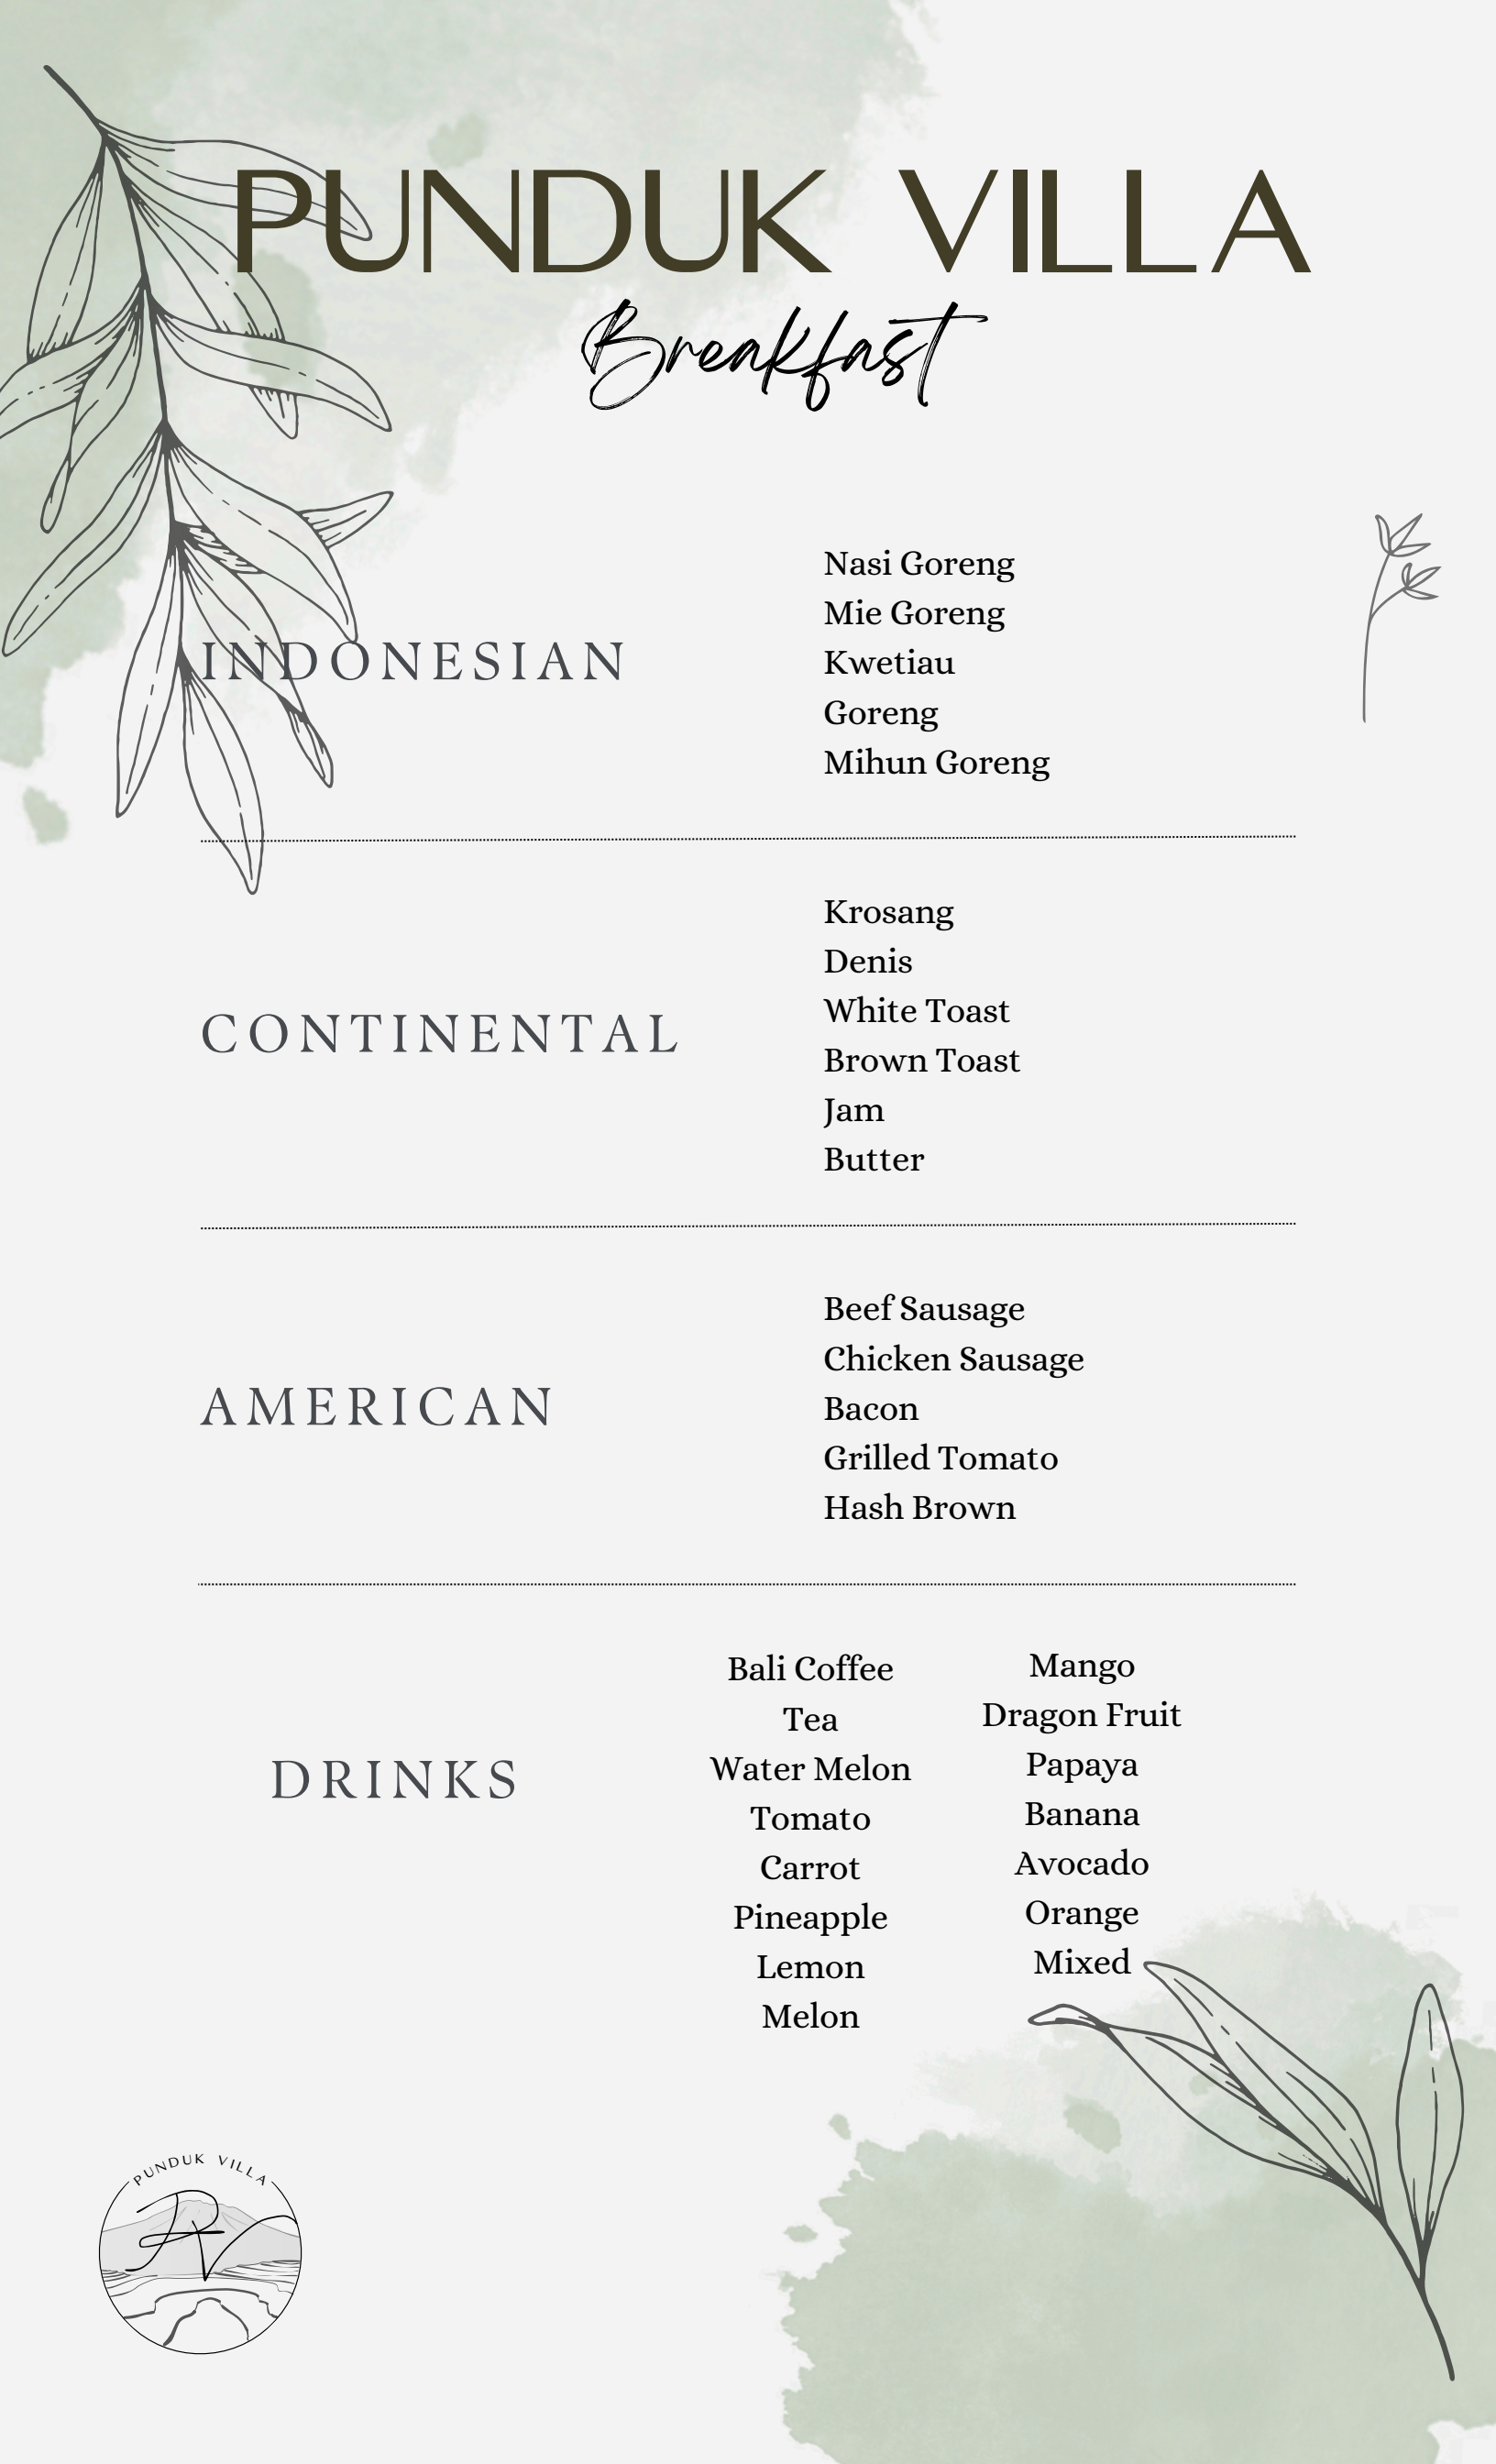 PUNDUK VILLA
Breakfast
INDONESIAN
Nasi Goreng
Mie Goreng
Kwetiau
Goreng
Mihun Goreng
CONTINENTAL
Krosang
Denis
White Toast
Brown Toast
Jam
Butter
AMERICAN
Beef Sausage
Chicken Sausage
Bacon
Grilled Tomato
Hash Brown
DRINKS
Bali Coffee
Tea
Water Melon
Tomato
Carrot
Pineapple
Lemon
Melon
Mango
Dragon Fruit
Papaya
Banana
Avocado
Orange
Mixed
PUNDUK VILLA
PV